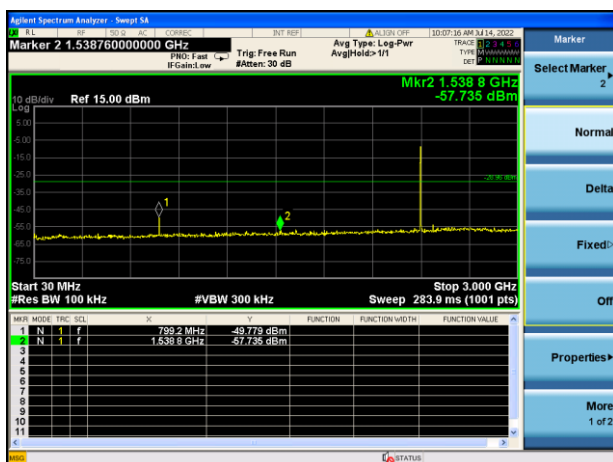 Agilent Spectrum Analyzer - Swept SA
RL RF 50 Ω AC CORREC INT REF ALIGN OFF 10:07:16 AM Jul 14, 2022
Marker 2 1.538760000000 GHz
PNO: Fast
IFGain:Low
Trig: Free Run
#Atten: 30 dB
Avg Type: Log-Pwr
Avg|Hold:> 1/1
TRACE 1 2 3 4 5 6
TYPE M W W W W W
DET P N N N N N
Mkr2 1.538 8 GHz
-57.735 dBm
10 dB/div Ref 15.00 dBm
Log
5.00
-5.00
-15.0
-25.0
-35.0
-45.0
-55.0
-65.0
-75.0
1
2
Start 30 MHz Stop 3.000 GHz
#Res BW 100 kHz #VBW 300 kHz Sweep 283.9 ms (1001 pts)
MKR MODE TRC SCL X Y FUNCTION FUNCTION WIDTH FUNCTION VALUE
1 N 1 f 799.2 MHz -49.779 dBm
2 N 1 f 1.538 8 GHz -57.735 dBm
3
4
5
6
7
8
9
10
11
MSG STATUS
Marker
Select Marker
2
Normal
Delta
Fixed
Off
Properties
More
1 of 2